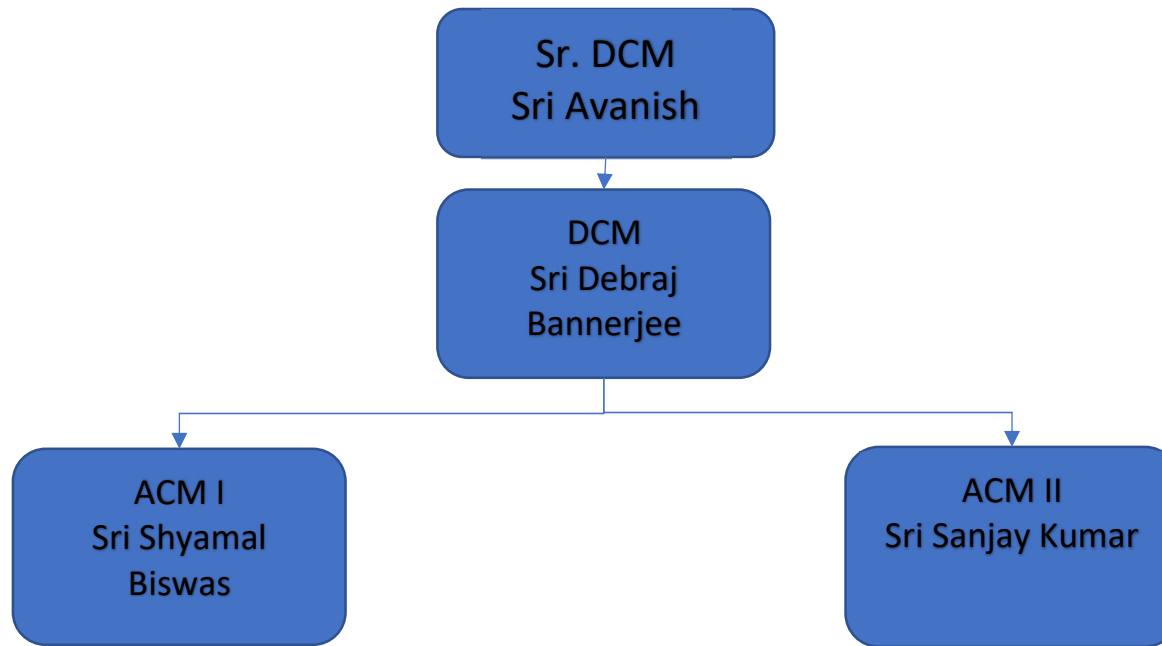 Sr. DCM
Sri Avanish
DCM
Sri Debraj
Bannerjee
ACM I
Sri Shyamal
Biswas
ACM II
Sri Sanjay Kumar